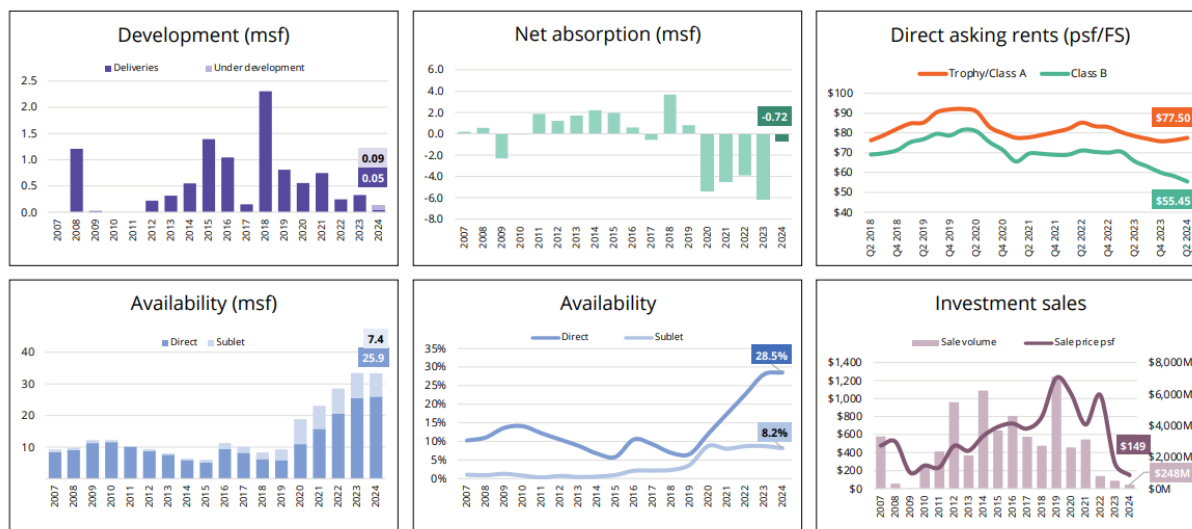 Development (msf)
Deliveries Under development
2.5
2.0
1.5
1.0
0.5
0.0
0.09
0.05
2007 2008 2009 2010 2011 2012 2013 2014 2015 2016 2017 2018 2019 2020 2021 2022 2023 2024
Net absorption (msf)
6.0
4.0
2.0
0.0
-2.0
-4.0
-6.0
-8.0
-0.72
2007 2008 2009 2010 2011 2012 2013 2014 2015 2016 2017 2018 2019 2020 2021 2022 2023 2024
Direct asking rents (psf/FS)
Trophy/Class A Class B
$100
$90
$80
$70
$60
$50
$40
$77.50
$55.45
Q2 2018 Q4 2018 Q2 2019 Q4 2019 Q2 2020 Q4 2020 Q2 2021 Q4 2021 Q2 2022 Q4 2022 Q2 2023 Q4 2023 Q2 2024
Availability (msf)
Direct Sublet
40
30
20
10
7.4
25.9
2007 2008 2009 2010 2011 2012 2013 2014 2015 2016 2017 2018 2019 2020 2021 2022 2023 2024
Availability
Direct Sublet
35%
30%
25%
20%
15%
10%
5%
0%
28.5%
8.2%
2007 2008 2009 2010 2011 2012 2013 2014 2015 2016 2017 2018 2019 2020 2021 2022 2023 2024
Investment sales
Sale volume Sale price psf
$1,400
$1,200
$1,000
$800
$600
$400
$200
$0
$8,000M
$6,000M
$4,000M
$2,000M
$0M
$149
$248M
2007 2008 2009 2010 2011 2012 2013 2014 2015 2016 2017 2018 2019 2020 2021 2022 2023 2024